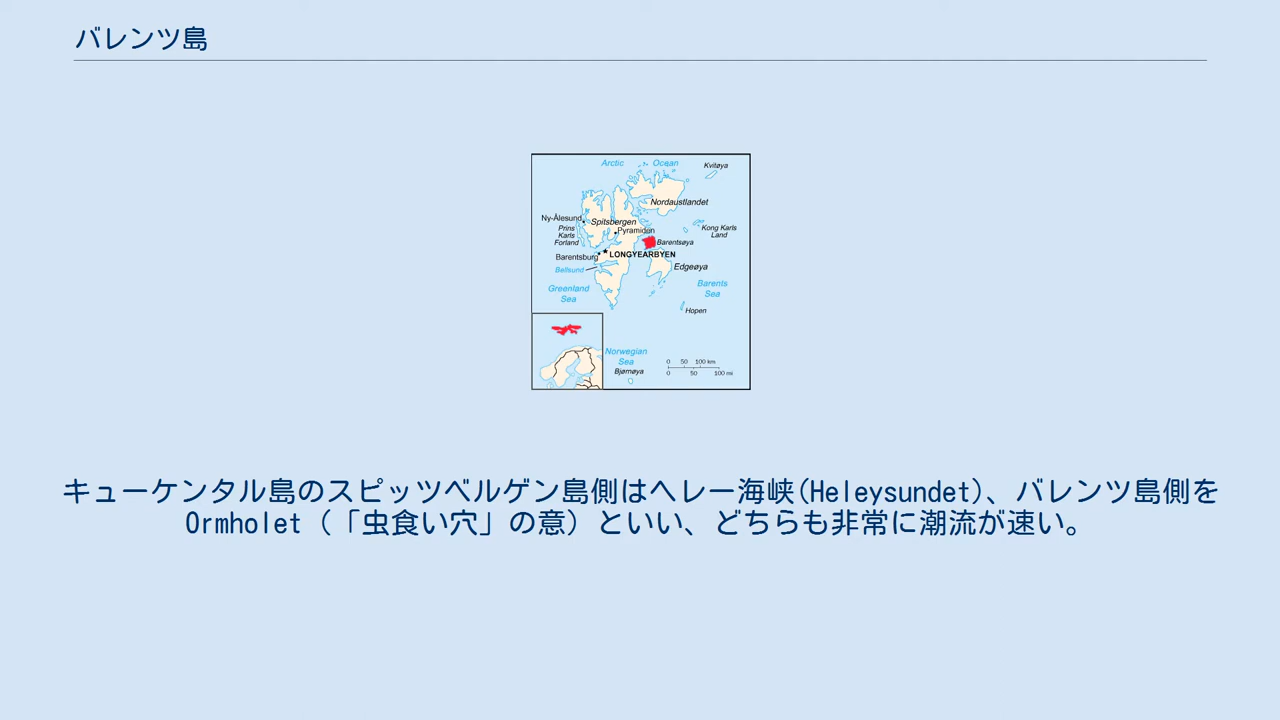 バレンツ島
Arctic Ocean
Kvitøya
Nordaustlandet
Ny-Ålesund
Spitsbergen
Prins
Karls
Forland
Pyramiden
Kong Karls
Land
Barentsøya
Barentsburg
LONGYEARBYEN
Bellsund
Edgeøya
Greenland
Sea
Barents
Sea
Hopen
Norwegian
Sea
Bjørnøya
0 50 100 km
0 50 100 mi
キューケンタル島のスピッツベルゲン島側はヘレー海峡(Heleysundet)、バレンツ島側を
Ormholet（「虫食い穴」の意）といい、どちらも非常に潮流が速い。